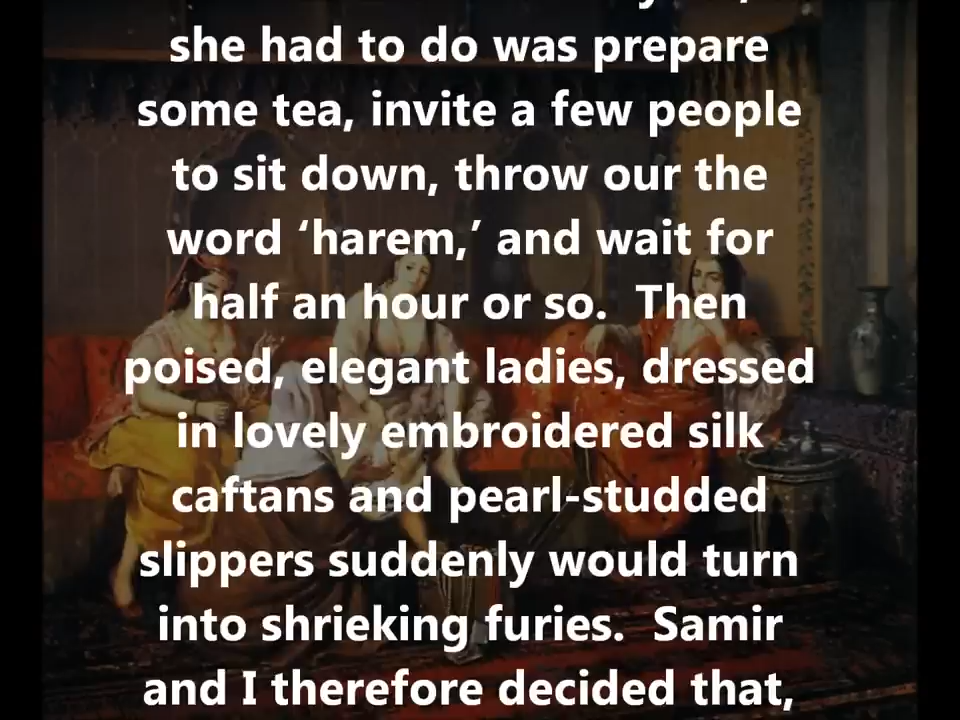 she had to do was prepare
some tea, invite a few people
to sit down, throw our the
word ‘harem,’ and wait for
half an hour or so.  Then
poised, elegant ladies, dressed
in lovely embroidered silk
caftans and pearl-studded
slippers suddenly would turn
into shrieking furies.  Samir
and I therefore decided that,